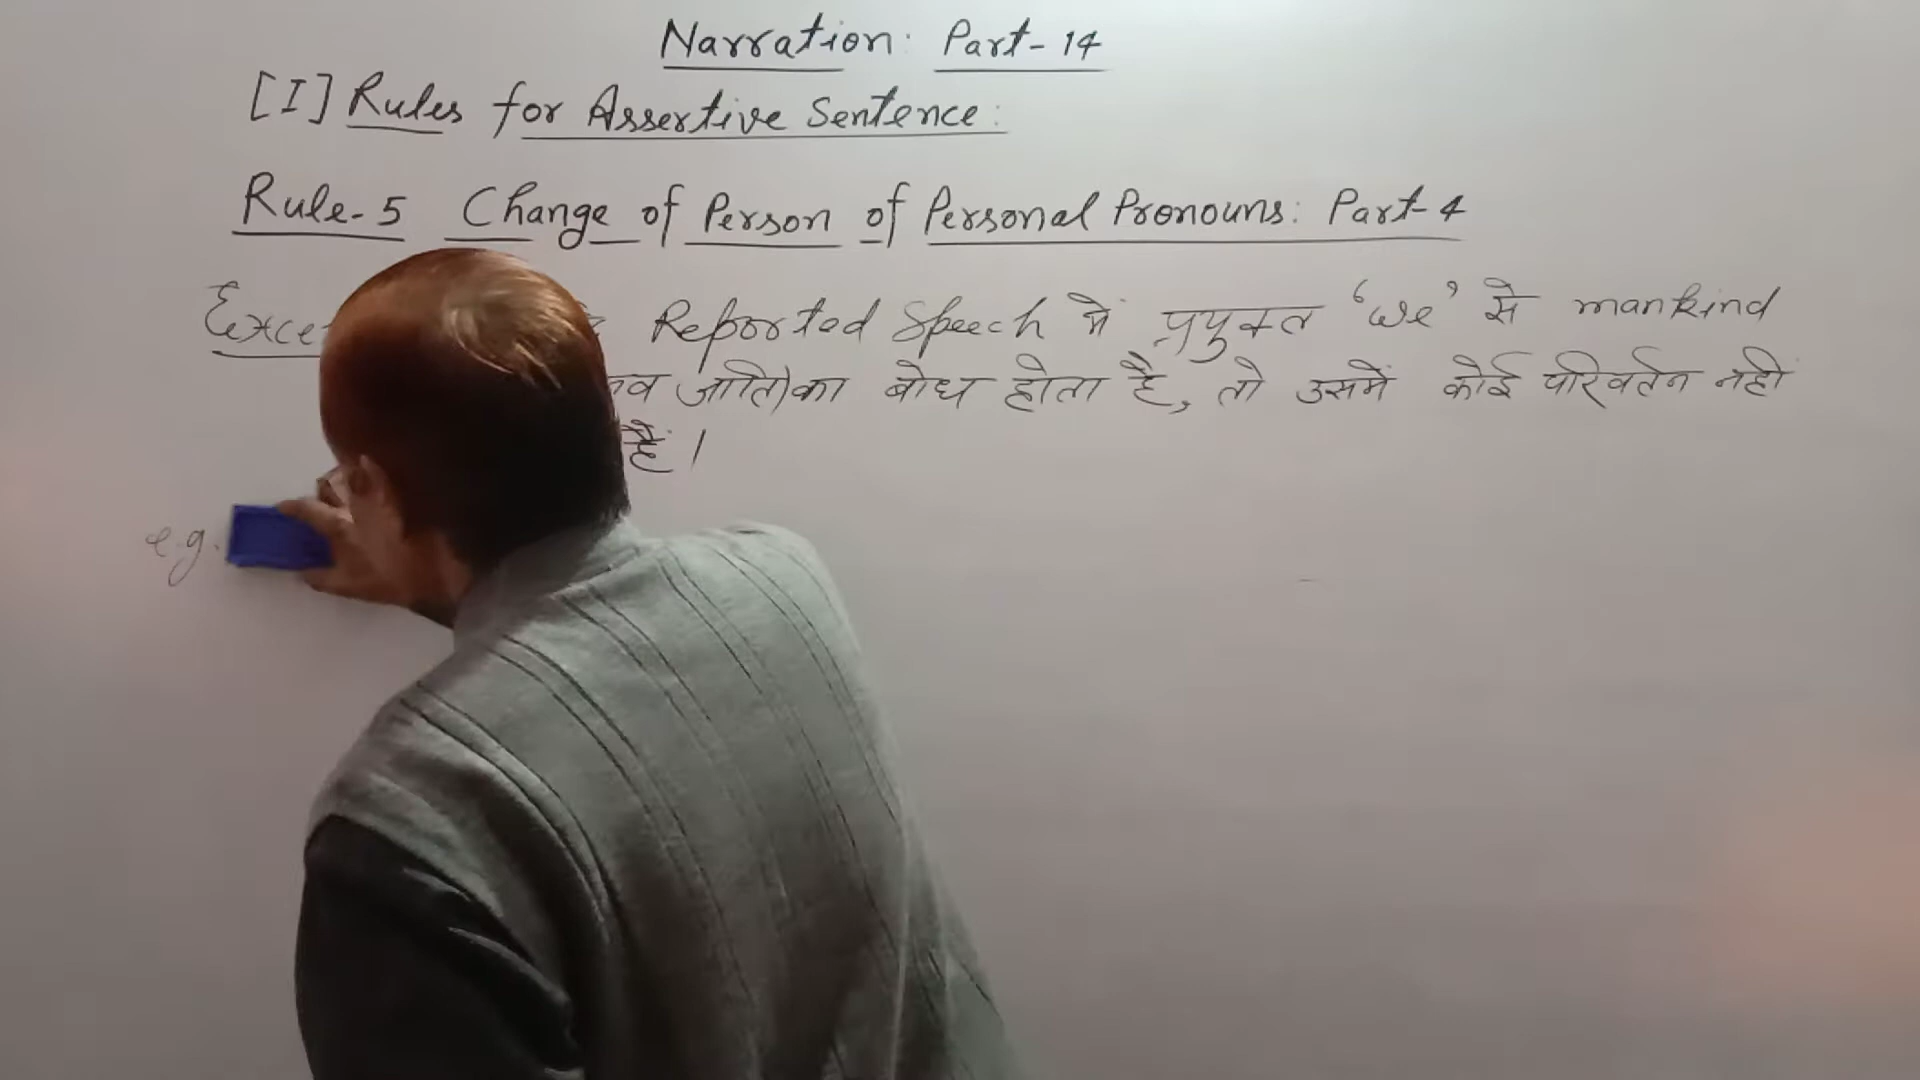 Narration: Part-14
[I] Rules for Assertive Sentence:
Rule-5 Change of Person of Personal Pronouns: Part-4
Reported Speech में प्रयुक्त 'we' से mankind
जाति) का बोध होता है, तो उसमें कोई परिवर्तन नहीं
हैं।
e.g.